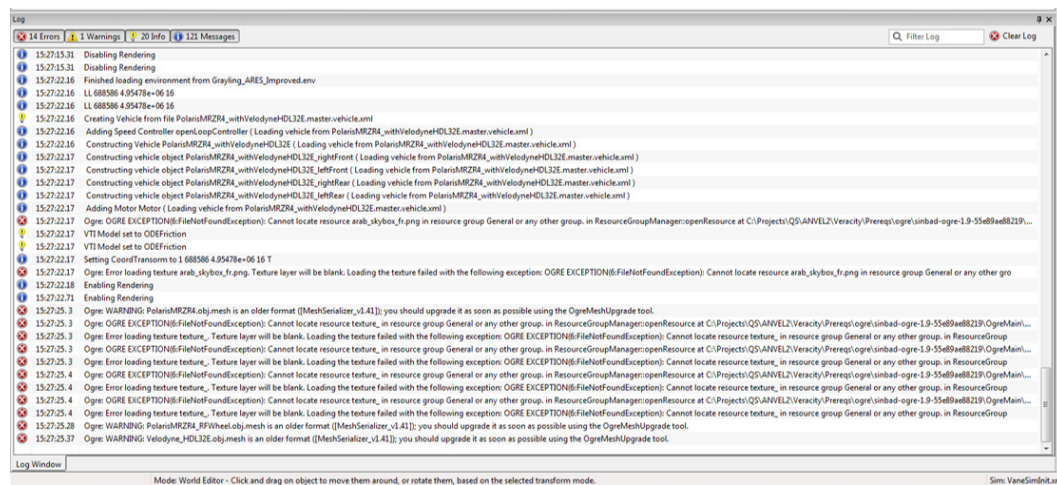 Log
14 Errors 1 Warnings 20 Info 121 Messages Filter Log Clear Log
15:27:15.31 Disabling Rendering
15:27:15.31 Disabling Rendering
15:27:22.16 Finished loading environment from Grayling_ARES_Improved.env
15:27:22.16 LL 688586 4.95478e+06 16
15:27:22.16 LL 688586 4.95478e+06 16
15:27:22.16 Creating Vehicle from file PolarisMRZR4_withVelodyneHDL32E.master.vehicle.xml
15:27:22.16 Adding Speed Controller openLoopController ( Loading vehicle from PolarisMRZR4_withVelodyneHDL32E.master.vehicle.xml )
15:27:22.16 Constructing Vehicle PolarisMRZR4_withVelodyneHDL32E ( Loading vehicle from PolarisMRZR4_withVelodyneHDL32E.master.vehicle.xml )
15:27:22.17 Constructing vehicle object PolarisMRZR4_withVelodyneHDL32E_rightFront ( Loading vehicle from PolarisMRZR4_withVelodyneHDL32E.master.vehicle.xml )
15:27:22.17 Constructing vehicle object PolarisMRZR4_withVelodyneHDL32E_leftFront ( Loading vehicle from PolarisMRZR4_withVelodyneHDL32E.master.vehicle.xml )
15:27:22.17 Constructing vehicle object PolarisMRZR4_withVelodyneHDL32E_rightRear ( Loading vehicle from PolarisMRZR4_withVelodyneHDL32E.master.vehicle.xml )
15:27:22.17 Constructing vehicle object PolarisMRZR4_withVelodyneHDL32E_leftRear ( Loading vehicle from PolarisMRZR4_withVelodyneHDL32E.master.vehicle.xml )
15:27:22.17 Adding Motor Motor ( Loading vehicle from PolarisMRZR4_withVelodyneHDL32E.master.vehicle.xml )
15:27:22.17 Ogre: OGRE EXCEPTION(6:FileNotFoundException): Cannot locate resource arab_skybox_fr.png in resource group General or any other group. in ResourceGroupManager::openResource at C:\Projects\QS\ANVEL2\Veracity\Prereqs\ogre\sinbad-ogre-1.9-55e89ae88219\...
15:27:22.17 VTI Model set to ODEFriction
15:27:22.17 VTI Model set to ODEFriction
15:27:22.17 Setting CoordTransorm to 1 688586 4.95478e+06 16 T
15:27:22.17 Ogre: Error loading texture arab_skybox_fr.png. Texture layer will be blank. Loading the texture failed with the following exception: OGRE EXCEPTION(6:FileNotFoundException): Cannot locate resource arab_skybox_fr.png in resource group General or any other gro
15:27:22.18 Enabling Rendering
15:27:22.71 Enabling Rendering
15:27:25. 3 Ogre: WARNING: PolarisMRZR4.obj.mesh is an older format ([MeshSerializer_v1.41]); you should upgrade it as soon as possible using the OgreMeshUpgrade tool.
15:27:25. 3 Ogre: OGRE EXCEPTION(6:FileNotFoundException): Cannot locate resource texture_ in resource group General or any other group. in ResourceGroupManager::openResource at C:\Projects\QS\ANVEL2\Veracity\Prereqs\ogre\sinbad-ogre-1.9-55e89ae88219\OgreMain\...
15:27:25. 3 Ogre: Error loading texture texture_. Texture layer will be blank. Loading the texture failed with the following exception: OGRE EXCEPTION(6:FileNotFoundException): Cannot locate resource texture_ in resource group General or any other group. in ResourceGroup
15:27:25. 3 Ogre: OGRE EXCEPTION(6:FileNotFoundException): Cannot locate resource texture_ in resource group General or any other group. in ResourceGroupManager::openResource at C:\Projects\QS\ANVEL2\Veracity\Prereqs\ogre\sinbad-ogre-1.9-55e89ae88219\OgreMain\...
15:27:25. 3 Ogre: Error loading texture texture_. Texture layer will be blank. Loading the texture failed with the following exception: OGRE EXCEPTION(6:FileNotFoundException): Cannot locate resource texture_ in resource group General or any other group. in ResourceGroup
15:27:25. 4 Ogre: OGRE EXCEPTION(6:FileNotFoundException): Cannot locate resource texture_ in resource group General or any other group. in ResourceGroupManager::openResource at C:\Projects\QS\ANVEL2\Veracity\Prereqs\ogre\sinbad-ogre-1.9-55e89ae88219\OgreMain\...
15:27:25. 4 Ogre: Error loading texture texture_. Texture layer will be blank. Loading the texture failed with the following exception: OGRE EXCEPTION(6:FileNotFoundException): Cannot locate resource texture_ in resource group General or any other group. in ResourceGroup
15:27:25. 4 Ogre: OGRE EXCEPTION(6:FileNotFoundException): Cannot locate resource texture_ in resource group General or any other group. in ResourceGroupManager::openResource at C:\Projects\QS\ANVEL2\Veracity\Prereqs\ogre\sinbad-ogre-1.9-55e89ae88219\OgreMain\...
15:27:25. 4 Ogre: Error loading texture texture_. Texture layer will be blank. Loading the texture failed with the following exception: OGRE EXCEPTION(6:FileNotFoundException): Cannot locate resource texture_ in resource group General or any other group. in ResourceGroup
15:27:25.28 Ogre: WARNING: PolarisMRZR4_RFWheel.obj.mesh is an older format ([MeshSerializer_v1.41]); you should upgrade it as soon as possible using the OgreMeshUpgrade tool.
15:27:25.37 Ogre: WARNING: Velodyne_HDL32E.obj.mesh is an older format ([MeshSerializer_v1.41]); you should upgrade it as soon as possible using the OgreMeshUpgrade tool.
Log Window
Mode: World Editor - Click and drag on object to move them around, or rotate them, based on the selected transform mode. Sim: VaneSimInit.x